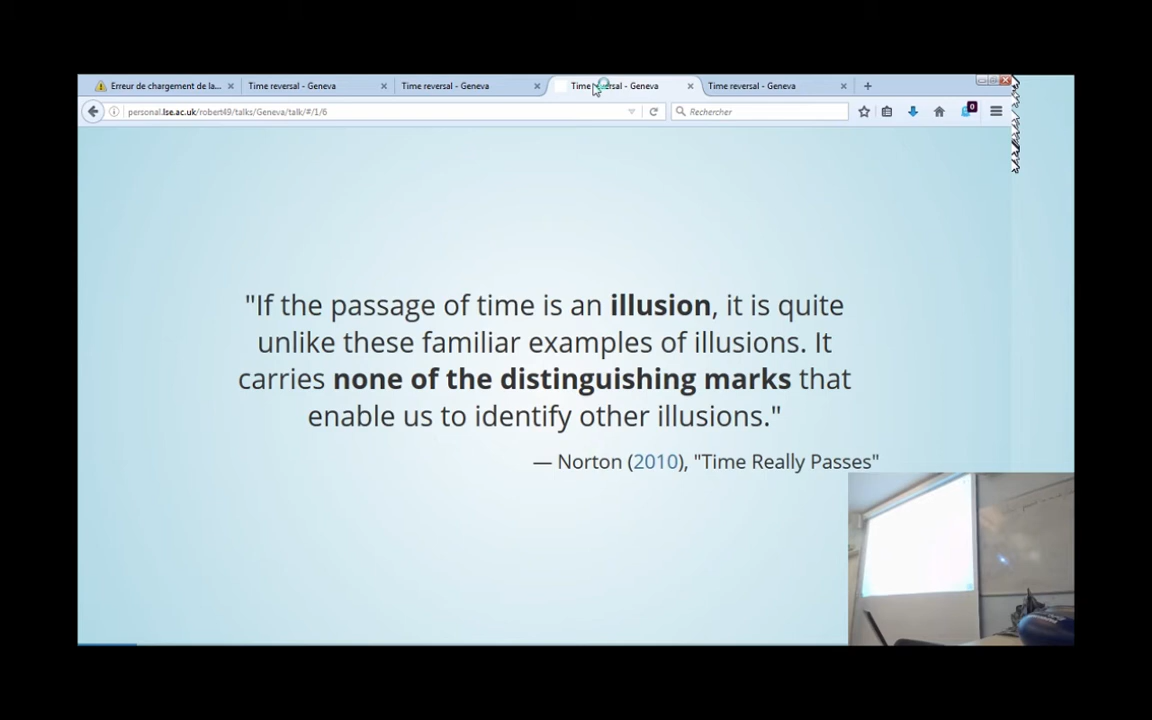 Erreur de chargement de la...
Time reversal - Geneva
Time reversal - Geneva
Time reversal - Geneva
Time reversal - Geneva
personal.lse.ac.uk/robert49/talks/Geneva/talk/#/1/6
Rechercher
0
"If the passage of time is an illusion, it is quite
unlike these familiar examples of illusions. It
carries none of the distinguishing marks that
enable us to identify other illusions."
— Norton (2010), "Time Really Passes"